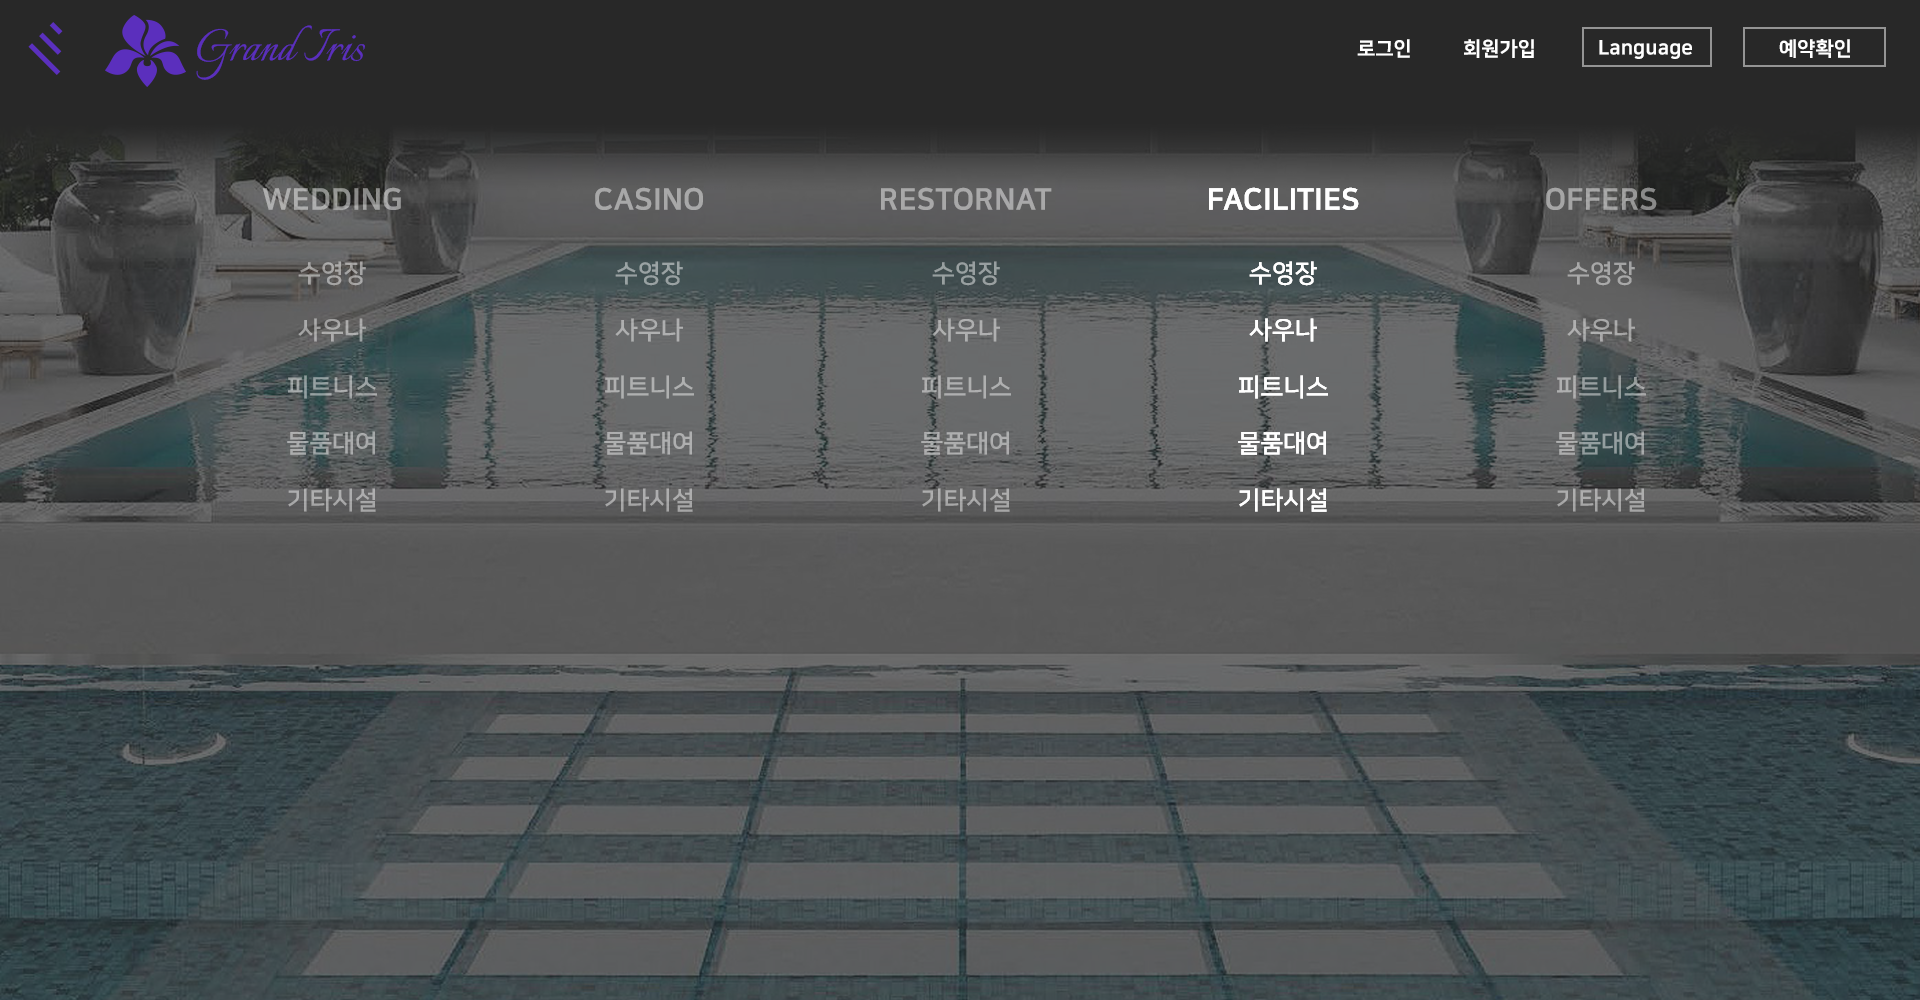 Grand Iris
로그인 회원가입 Language 예약확인
WEDDING CASINO RESTORNAT FACILITIES OFFERS
수영장 수영장 수영장 수영장 수영장
사우나 사우나 사우나 사우나 사우나
피트니스 피트니스 피트니스 피트니스 피트니스
물품대여 물품대여 물품대여 물품대여 물품대여
기타시설 기타시설 기타시설 기타시설 기타시설